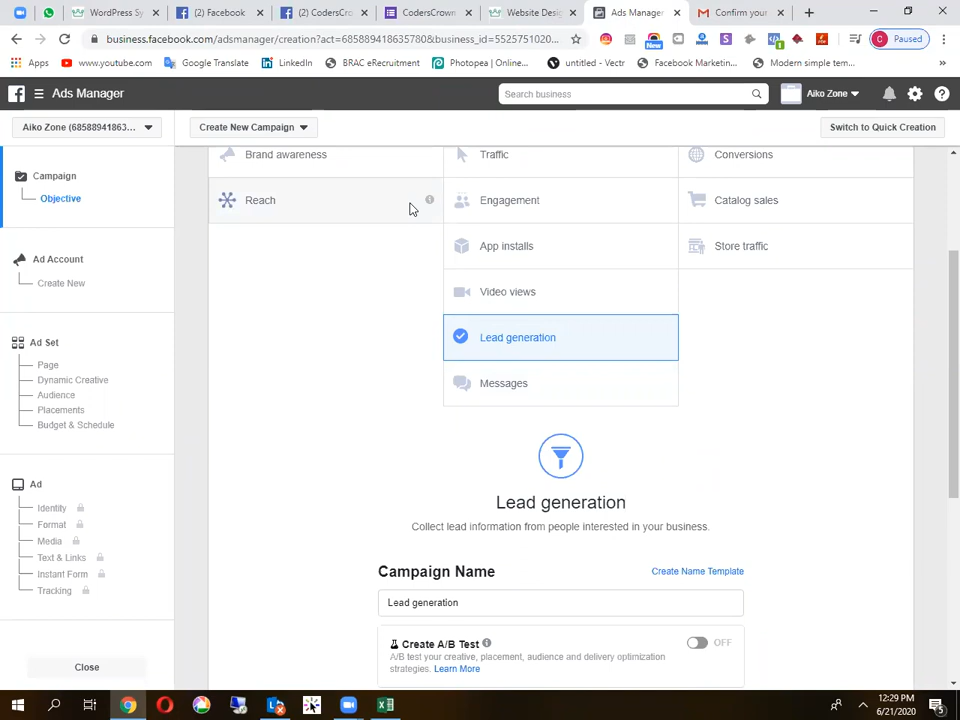 WordPress Sy
(2) Facebook
(2) CodersCro
CodersCrown
Website Desig
Ads Manager
Confirm your
business.facebook.com/adsmanager/creation?act=685889418635780&business_id=5525751020...
New
Paused
Apps
www.youtube.com
Google Translate
LinkedIn
BRAC eRecruitment
Photopea | Online...
untitled - Vectr
Facebook Marketin...
Modern simple tem...
Ads Manager
Search business
Aiko Zone
Aiko Zone (68588941863...
Create New Campaign
Switch to Quick Creation
Brand awareness
Traffic
Conversions
Campaign
Objective
Reach
Engagement
Catalog sales
App installs
Store traffic
Ad Account
Create New
Video views
Lead generation
Ad Set
Page
Dynamic Creative
Audience
Placements
Budget & Schedule
Messages
Ad
Identity
Format
Media
Text & Links
Instant Form
Tracking
Lead generation
Collect lead information from people interested in your business.
Campaign Name
Create Name Template
Lead generation
Create A/B Test
OFF
A/B test your creative, placement, audience and delivery optimization
strategies. Learn More
Close
12:29 PM
6/21/2020
5